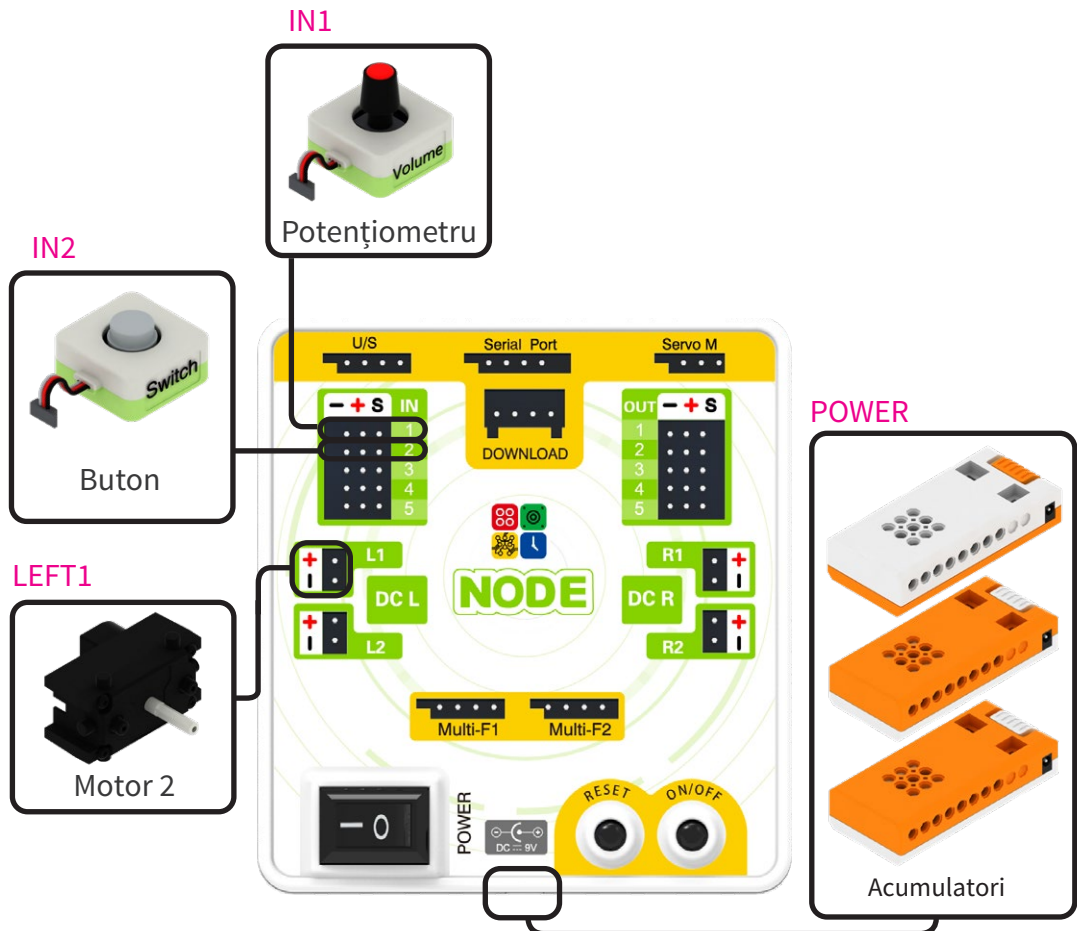 IN1
Volume
Potențiometru
IN2
Switch
Buton
U/S
Serial Port
Servo M
− + S IN
1
2
3
4
5
DOWNLOAD
OUT − + S
1
2
3
4
5
POWER
LEFT1
+ L1
−
DC L
+
− L2
NODE
R1 +
−
DC R
+
R2 −
Motor 2
Multi-F1
Multi-F2
– 0
POWER
DC 9V
RESET
ON/OFF
Acumulatori